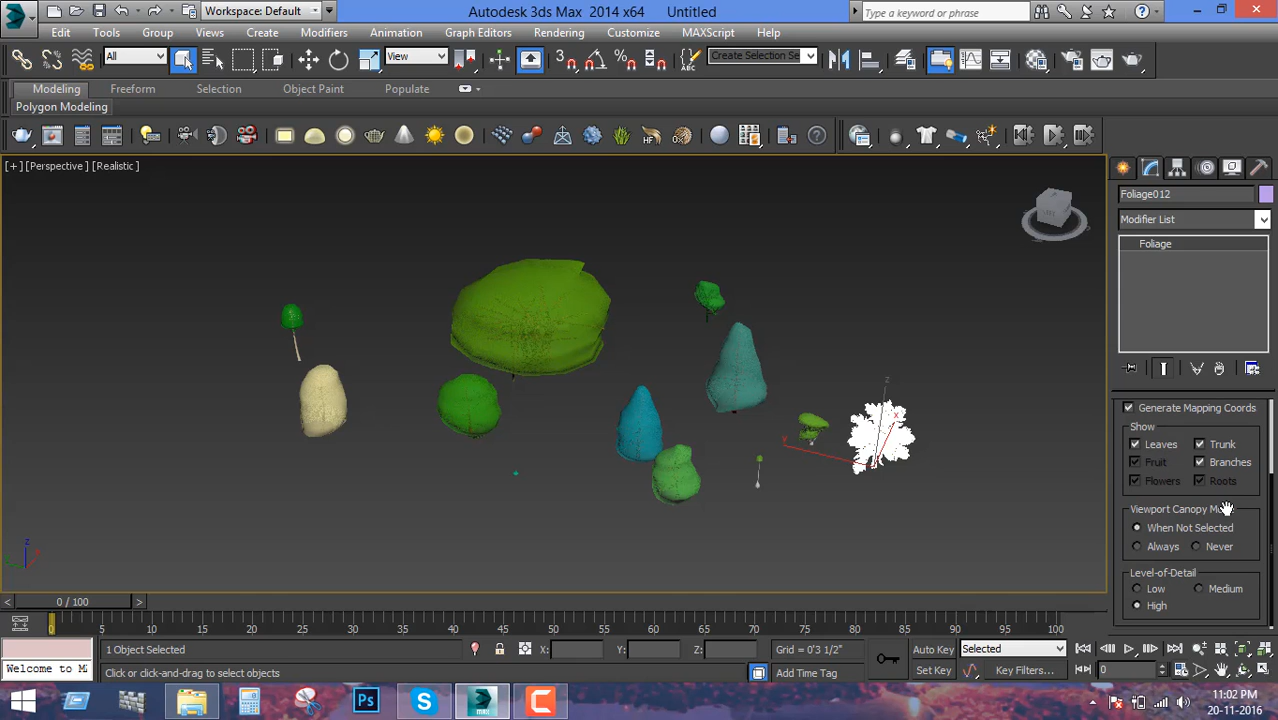 Workspace: Default
Autodesk 3ds Max 2014 x64 Untitled
Type a keyword or phrase
Edit Tools Group Views Create Modifiers Animation Graph Editors Rendering Customize MAXScript Help
All
View
Create Selection Se
Modeling Freeform Selection Object Paint Populate
Polygon Modeling
HF
[+] [Perspective ] [Realistic ]
Foliage012
Modifier List
Foliage
Generate Mapping Coords
Show
Leaves Trunk
Fruit Branches
Flowers Roots
Viewport Canopy M
When Not Selected
Always Never
Level-of-Detail
Low Medium
High
z
x
y
z
< 0 / 100 >
0 5 10 15 20 25 30 35 40 45 50 55 60 65 70 75 80 85 90 95 100
1 Object Selected
X: Y: Z: Grid = 0'3 1/2"
Auto Key Selected
Welcome to M
Click or click-and-drag to select objects
Add Time Tag
Set Key Key Filters...
0
Ps
11:02 PM
20-11-2016